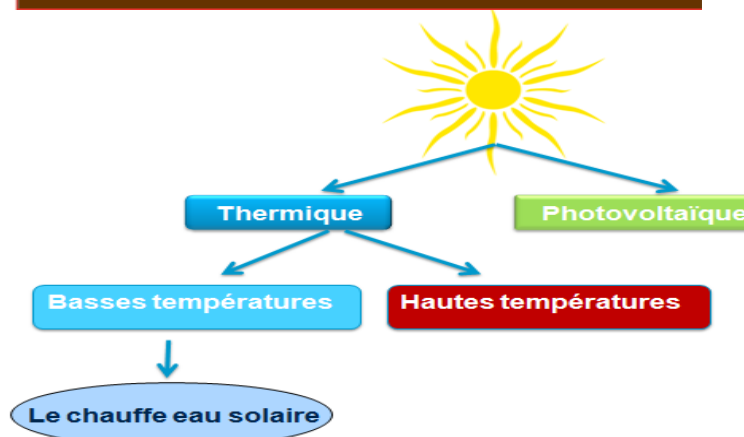 Thermique
Photovoltaïque
Basses températures
Hautes températures
Le chauffe eau solaire